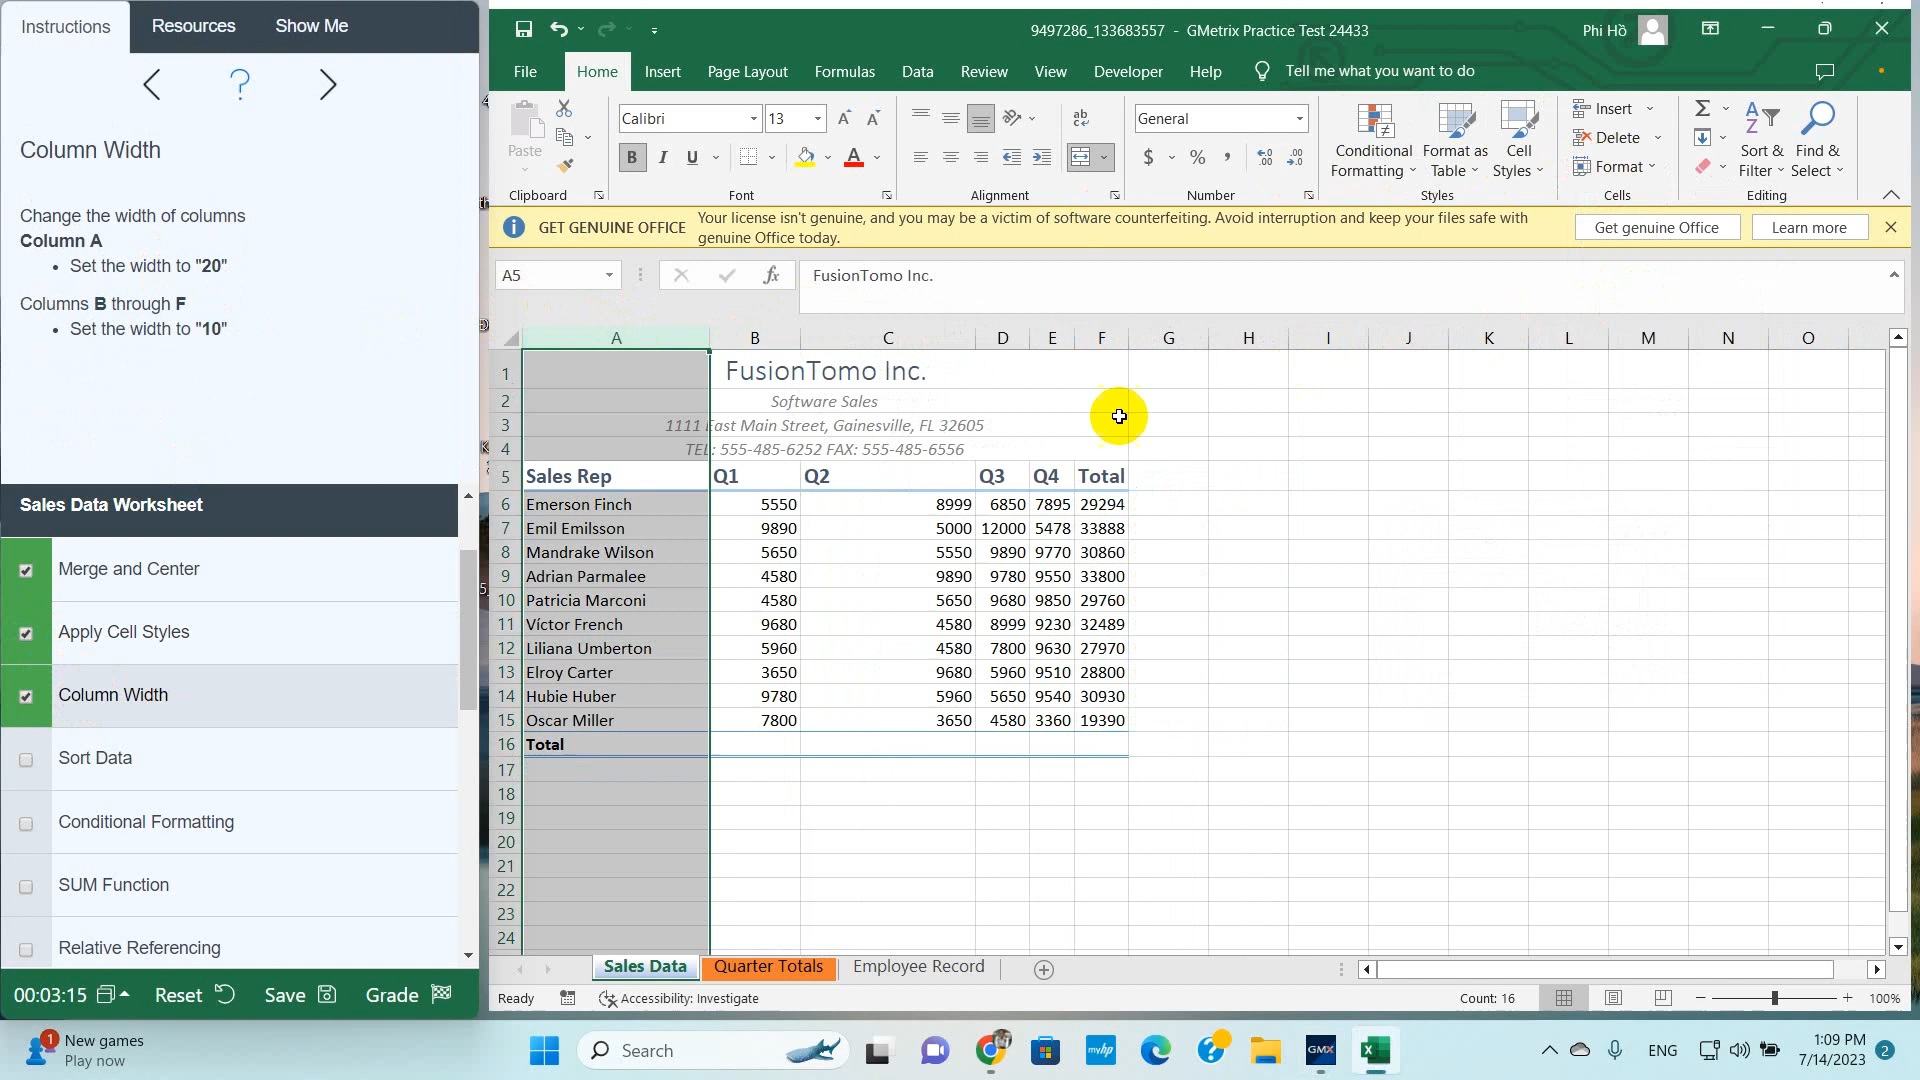 Instructions
Resources
Show Me
?
Column Width
Change the width of columns
Column A
• Set the width to "20"
Columns B through F
• Set the width to "10"
Sales Data Worksheet
Merge and Center
Apply Cell Styles
Column Width
Sort Data
Conditional Formatting
SUM Function
Relative Referencing
00:03:15
Reset
Save
Grade
9497286_133683557 - GMetrix Practice Test 24433
Phi Hồ
File
Home
Insert
Page Layout
Formulas
Data
Review
View
Developer
Help
Tell me what you want to do
Paste
Clipboard
Calibri
13
B I U
Font
Alignment
General
$ % ,
Number
Conditional Formatting
Format as Table
Cell Styles
Styles
Insert
Delete
Format
Cells
Sort & Filter
Find & Select
Editing
GET GENUINE OFFICE
Your license isn't genuine, and you may be a victim of software counterfeiting. Avoid interruption and keep your files safe with
genuine Office today.
Get genuine Office
Learn more
A5
fx
FusionTomo Inc.
A B C D E F G H I J K L M N O
1 FusionTomo Inc.
2 Software Sales
3 1111 East Main Street, Gainesville, FL 32605
4 TEL: 555-485-6252 FAX: 555-485-6556
5 Sales Rep Q1 Q2 Q3 Q4 Total
6 Emerson Finch 5550 8999 6850 7895 29294
7 Emil Emilsson 9890 5000 12000 5478 33888
8 Mandrake Wilson 5650 5550 9890 9770 30860
9 Adrian Parmalee 4580 9890 9780 9550 33800
10 Patricia Marconi 4580 5650 9680 9850 29760
11 Víctor French 9680 4580 8999 9230 32489
12 Liliana Umberton 5960 4580 7800 9630 27970
13 Elroy Carter 3650 9680 5960 9510 28800
14 Hubie Huber 9780 5960 5650 9540 30930
15 Oscar Miller 7800 3650 4580 3360 19390
16 Total
17
18
19
20
21
22
23
24
Sales Data
Quarter Totals
Employee Record
Ready
Accessibility: Investigate
Count: 16
100%
1
New games
Play now
Search
myhp
GMX
ENG
1:09 PM
7/14/2023
2